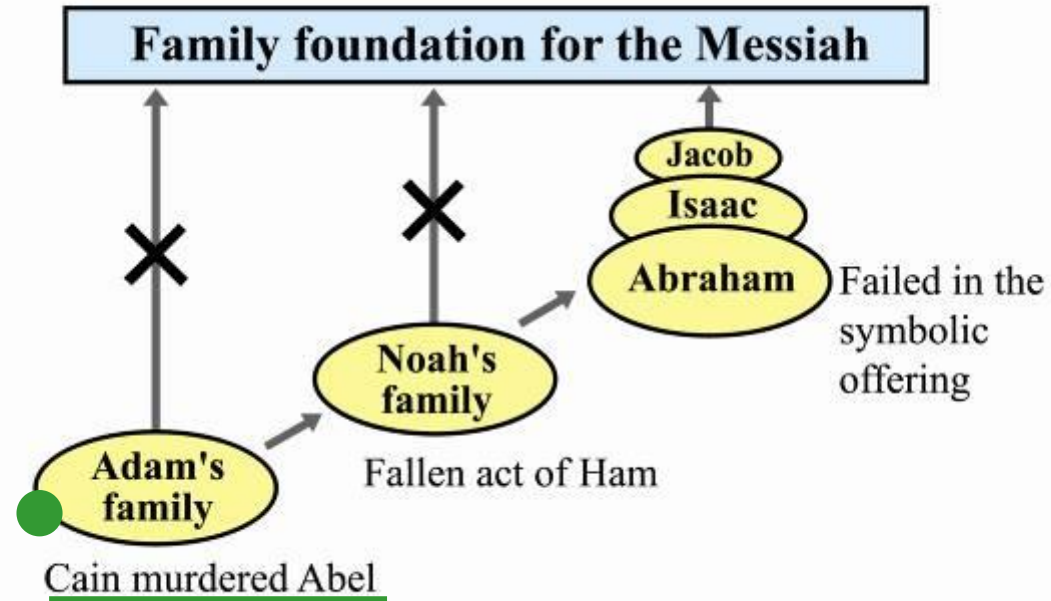 Family foundation for the Messiah
Jacob
Isaac
Abraham
Failed in the
symbolic
offering
Noah's
family
Fallen act of Ham
Adam's
family
Cain murdered Abel